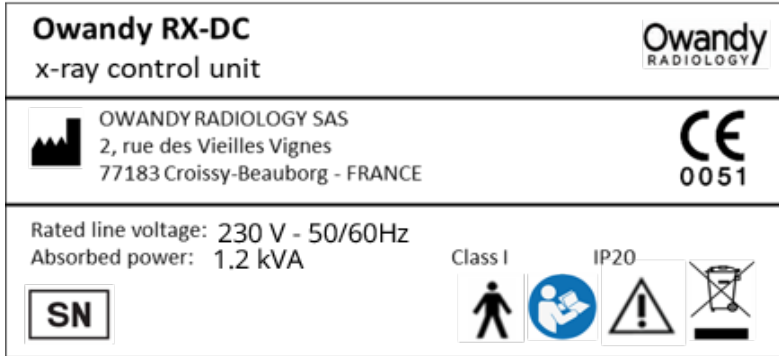 Owandy RX-DC
x-ray control unit
Owandy
RADIOLOGY
OWANDY RADIOLOGY SAS
2, rue des Vieilles Vignes
77183 Croissy-Beauborg - FRANCE
CE
0051
Rated line voltage: 230 V - 50/60Hz
Absorbed power: 1.2 kVA
Class I
IP20
SN